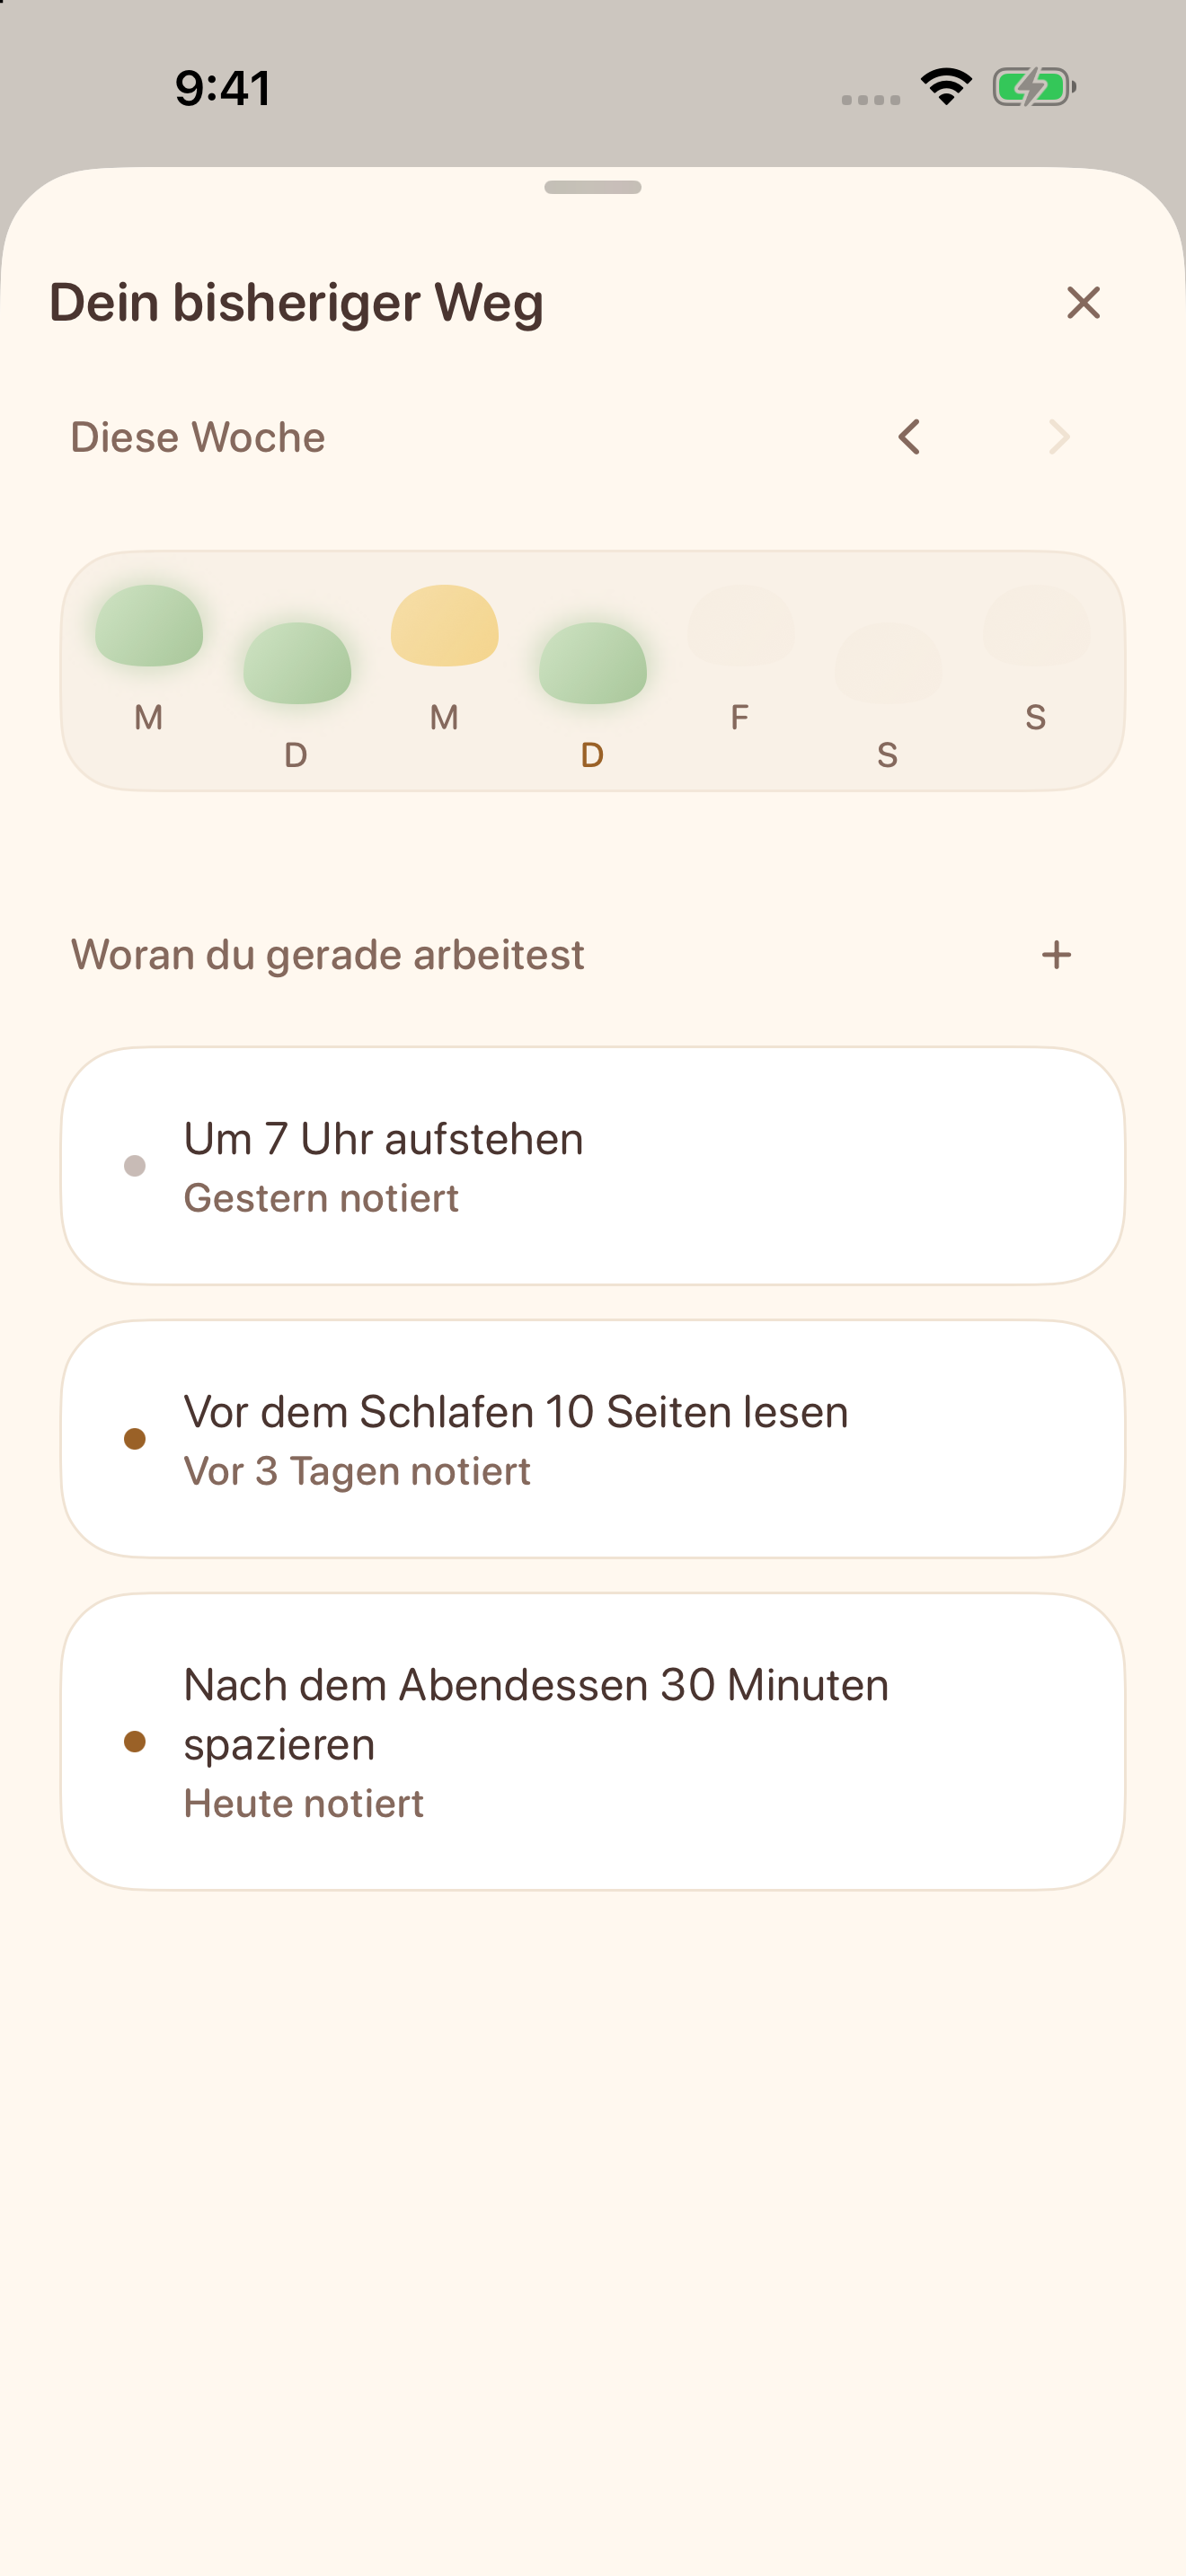 9:41
Dein bisheriger Weg
Diese Woche
M D M D F S S
Woran du gerade arbeitest
Um 7 Uhr aufstehen
Gestern notiert
Vor dem Schlafen 10 Seiten lesen
Vor 3 Tagen notiert
Nach dem Abendessen 30 Minuten
spazieren
Heute notiert